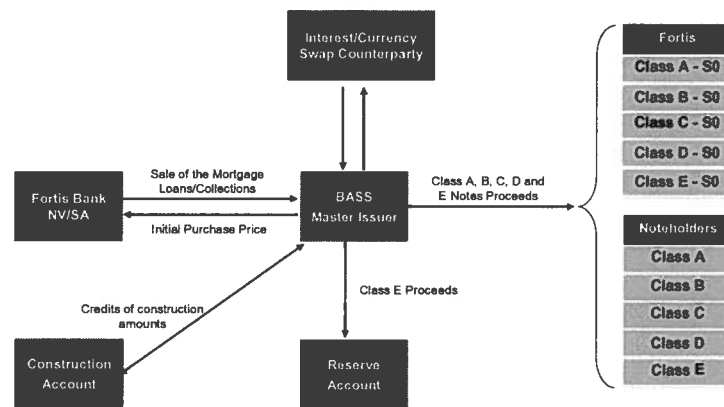 Interest/Currency
Swap Counterparty
Fortis
Class A - S0
Class B - S0
Class C - S0
Class D - S0
Class E - S0
Sale of the Mortgage
Loans/Collections
Fortis Bank
NV/SA
Initial Purchase Price
BASS
Master Issuer
Class A, B, C, D and
E Notes Proceeds
Noteholders
Class A
Class B
Class C
Class D
Class E
Class E Proceeds
Credits of construction
amounts
Construction
Account
Reserve
Account